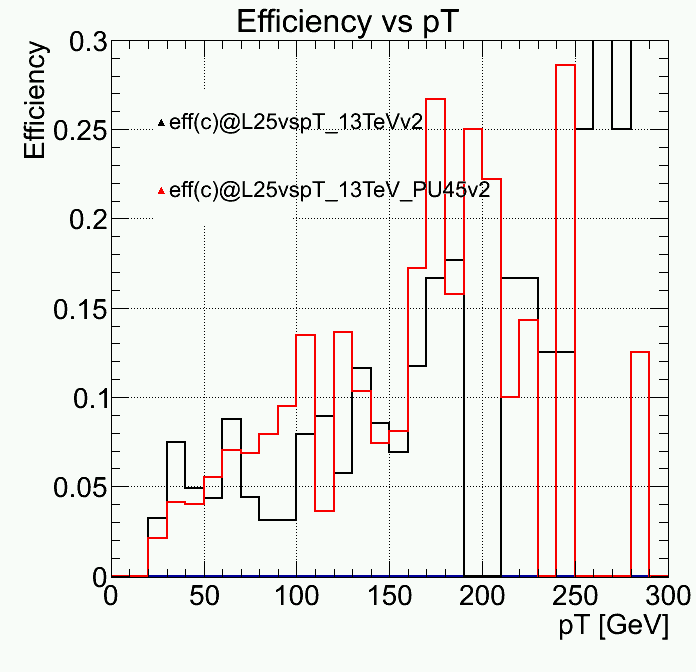 Efficiency vs pT
Efficiency
0.3
0.25
0.2
0.15
0.1
0.05
0
eff(c)@L25vspT_13TeVv2
eff(c)@L25vspT_13TeV_PU45v2
0 50 100 150 200 250 300
pT [GeV]